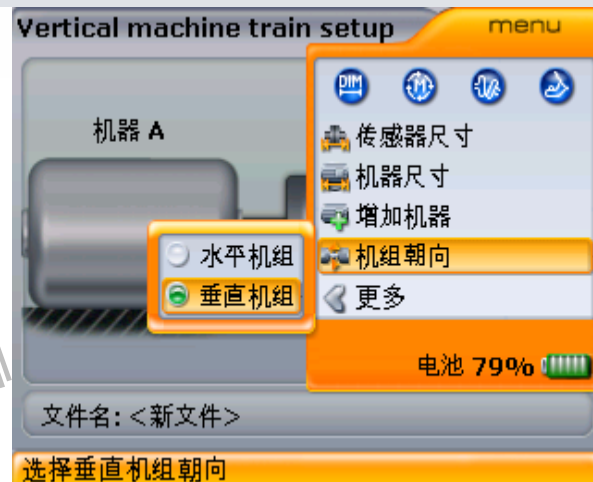 Vertical machine train setup
menu
DIM
M
机器 A
传感器尺寸
机器尺寸
增加机器
水平机组
机组朝向
垂直机组
更多
电池 79%
文件名: <新文件>
选择垂直机组朝向